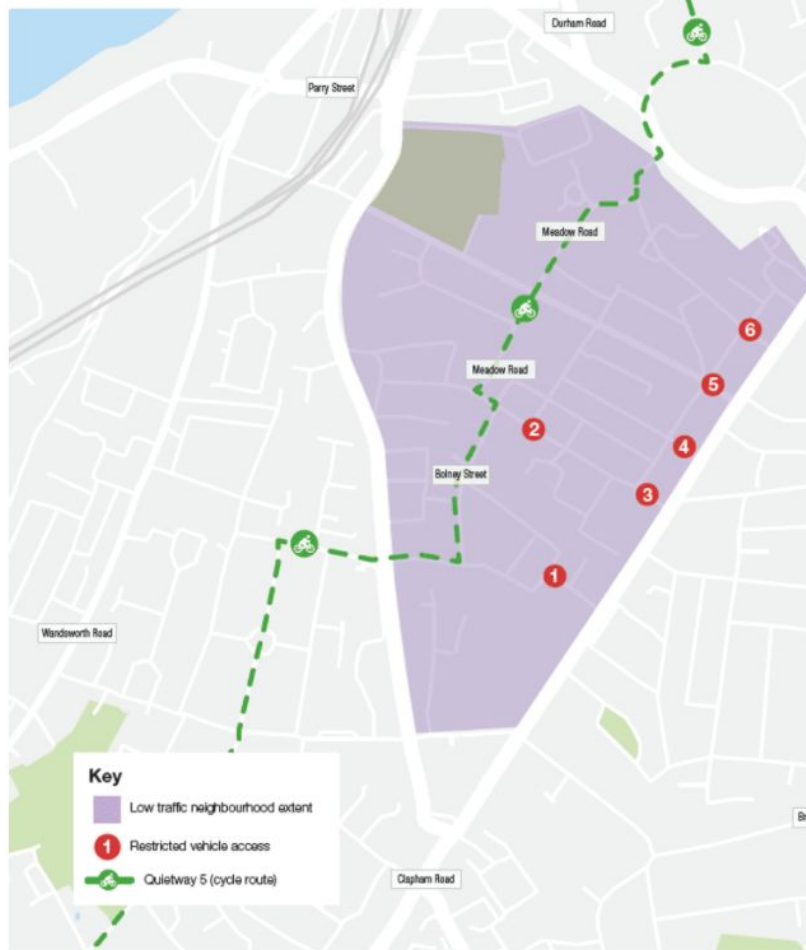 Durham Road
Parry Street
Meadow Road
6
Meadow Road
5
2
4
Bolney Street
3
1
Wandsworth Road
Key
Low traffic neighbourhood extent
1 Restricted vehicle access
Quietway 5 (cycle route)
Clapham Road